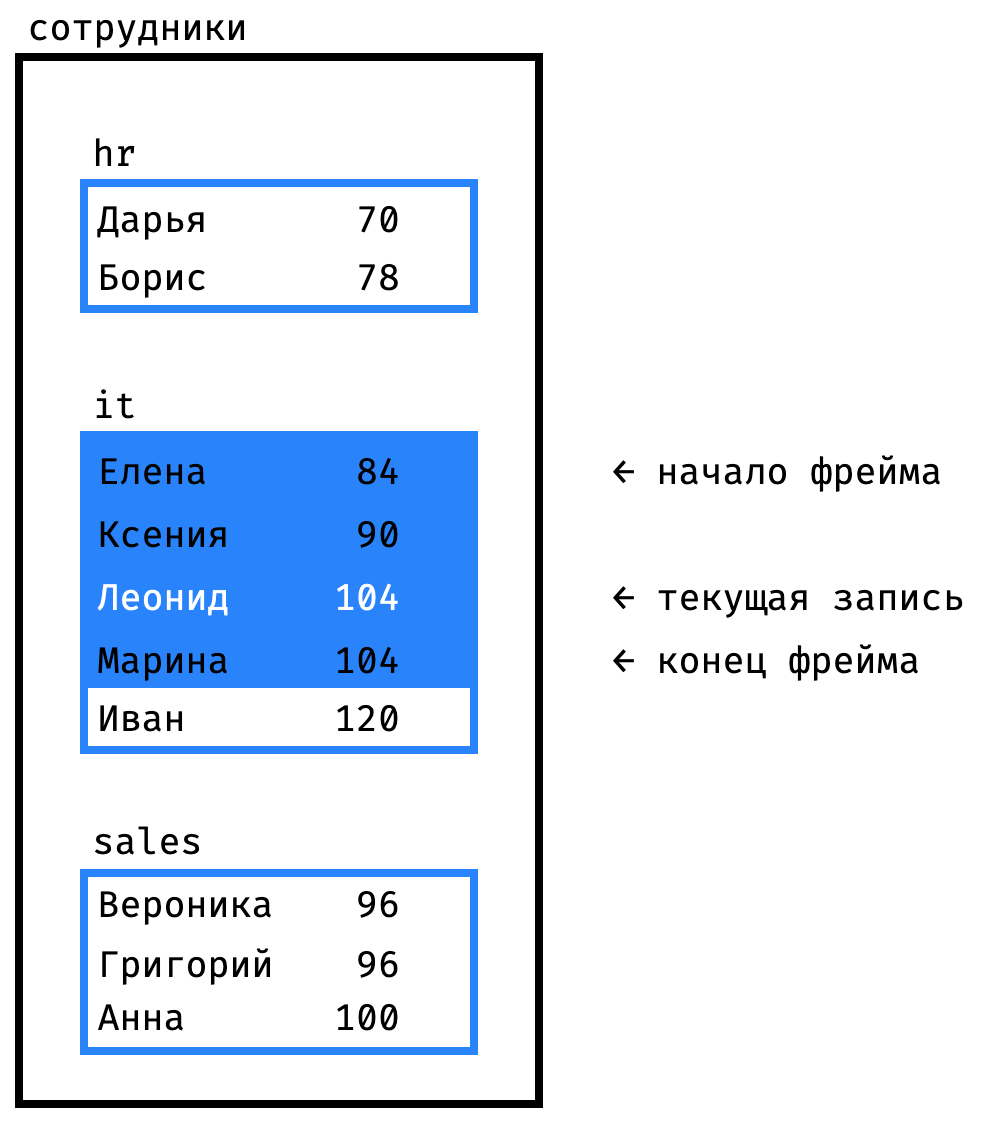 сотрудники
hr
Дарья 70
Борис 78
it
Елена 84 ← начало фрейма
Ксения 90
Леонид 104 ← текущая запись
Марина 104 ← конец фрейма
Иван 120
sales
Вероника 96
Григорий 96
Анна 100